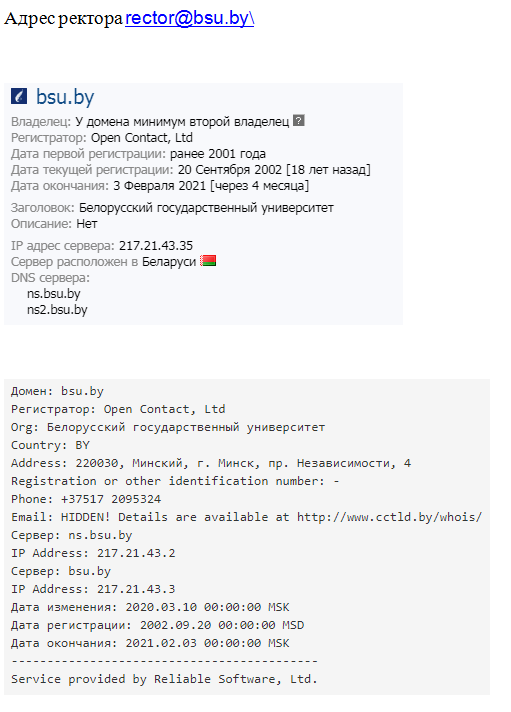 Адрес ректора rector@bsu.by\
bsu.by
Владелец: У домена минимум второй владелец ?
Регистратор: Open Contact, Ltd
Дата первой регистрации: ранее 2001 года
Дата текущей регистрации: 20 Сентября 2002 [18 лет назад]
Дата окончания: 3 Февраля 2021 [через 4 месяца]
Заголовок: Белорусский государственный университет
Описание: Нет
IP адрес сервера: 217.21.43.35
Сервер расположен в Беларуси
DNS сервера:
ns.bsu.by
ns2.bsu.by
Домен: bsu.by
Регистратор: Open Contact, Ltd
Org: Белорусский государственный университет
Country: BY
Address: 220030, Минский, г. Минск, пр. Независимости, 4
Registration or other identification number: -
Phone: +37517 2095324
Email: HIDDEN! Details are available at http://www.cctld.by/whois/
Сервер: ns.bsu.by
IP Address: 217.21.43.2
Сервер: bsu.by
IP Address: 217.21.43.3
Дата изменения: 2020.03.10 00:00:00 MSK
Дата регистрации: 2002.09.20 00:00:00 MSD
Дата окончания: 2021.02.03 00:00:00 MSK
-------------------------------------------
Service provided by Reliable Software, Ltd.